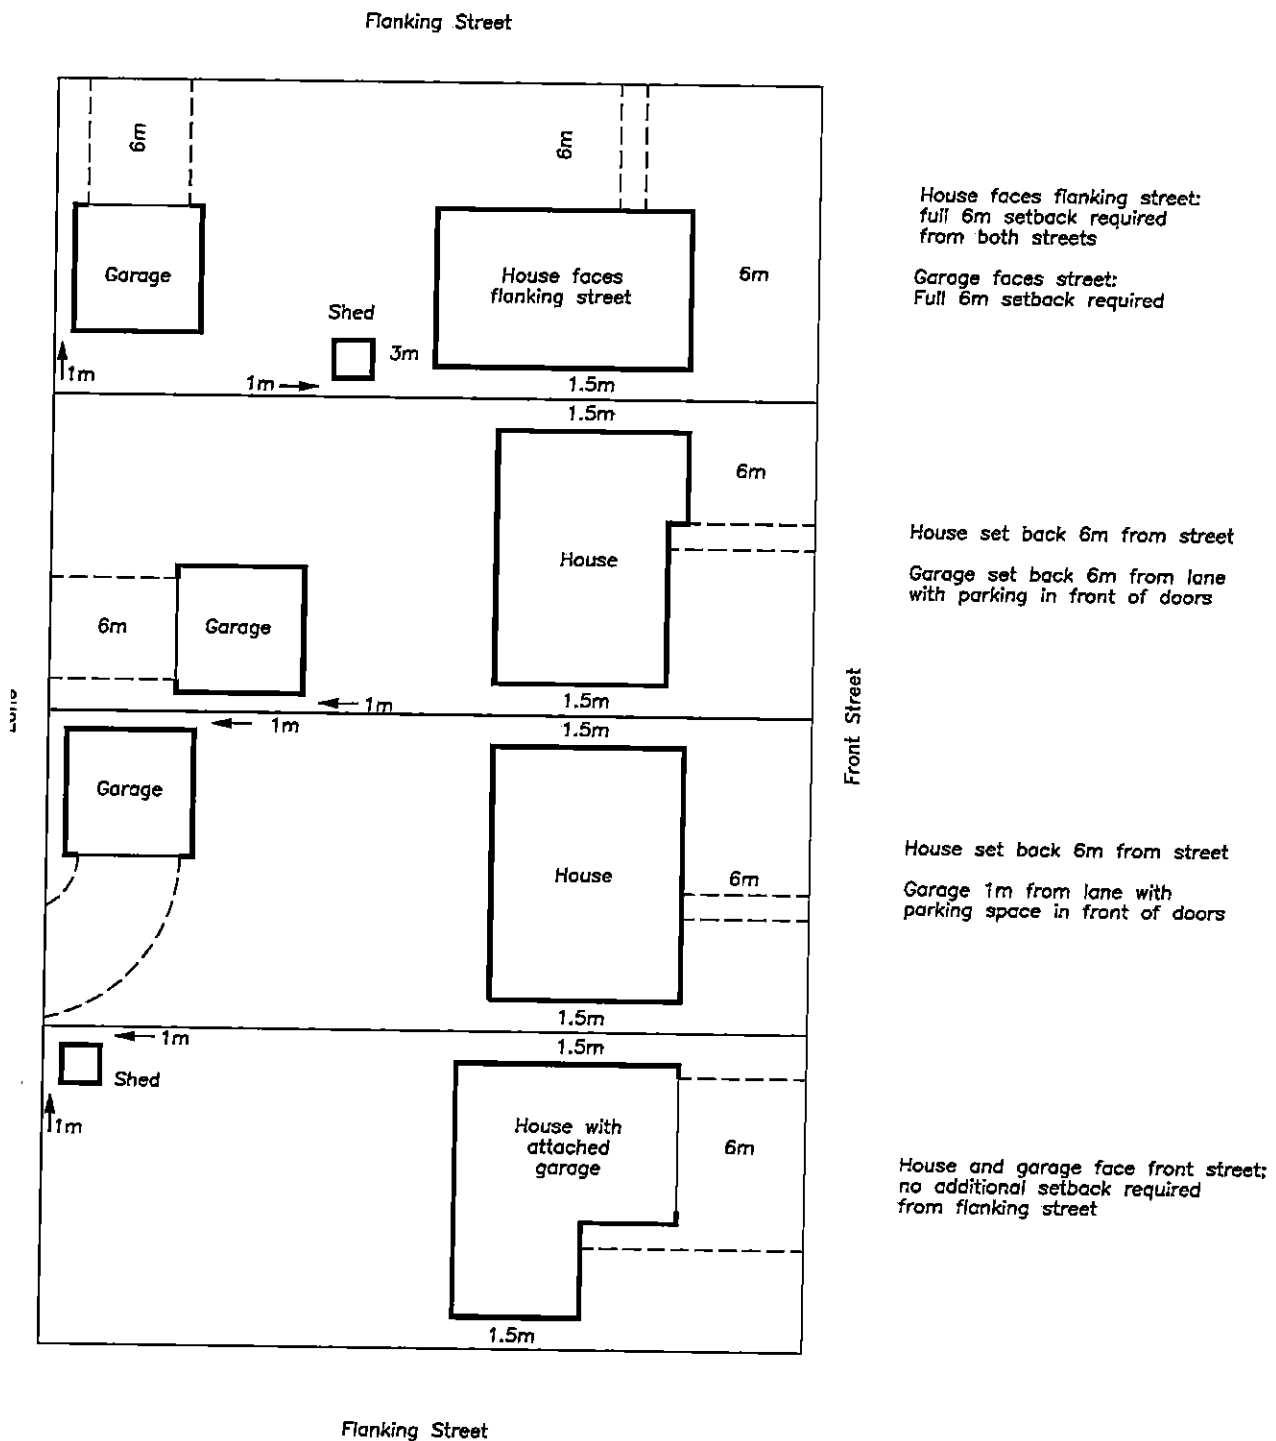 Flanking Street
6m
6m
House faces flanking street:
full 6m setback required
from both streets
Garage
House faces
flanking street
6m
Garage faces street:
Full 6m setback required
Shed
3m
1m
1m
1.5m
1.5m
6m
House set back 6m from street
House
Garage set back 6m from lane
with parking in front of doors
6m
Garage
1m
1.5m
Front Street
1m
1.5m
Garage
House set back 6m from street
House
6m
Garage 1m from lane with
parking space in front of doors
1.5m
1m
1.5m
Shed
1m
House with
attached
garage
6m
House and garage face front street;
no additional setback required
from flanking street
1.5m
Flanking Street